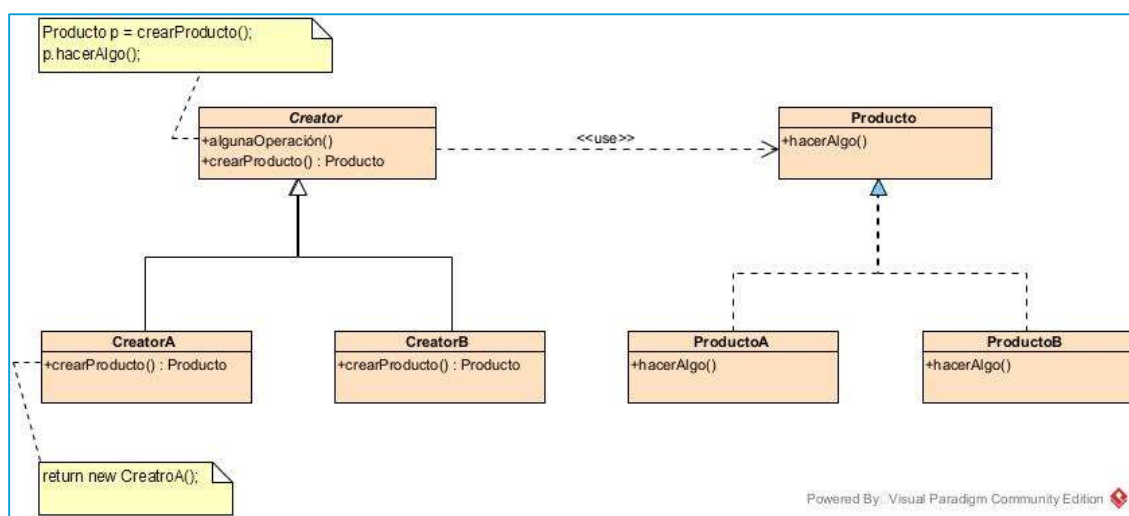 Producto p = crearProducto();
p.hacerAlgo();
Creator
+algunaOperación()
+crearProducto() : Producto
<<use>>
Producto
+hacerAlgo()
CreatorA
+crearProducto() : Producto
CreatorB
+crearProducto() : Producto
ProductoA
+hacerAlgo()
ProductoB
+hacerAlgo()
return new CreatroA();
Powered By: Visual Paradigm Community Edition